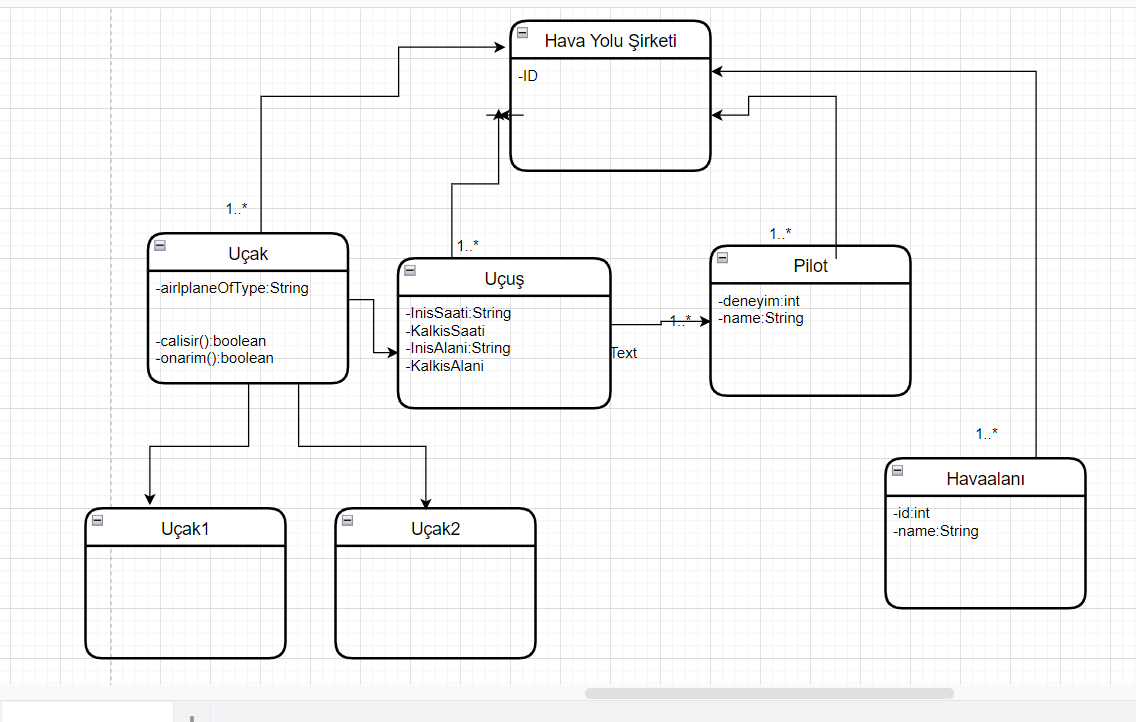 Hava Yolu Şirketi
-ID
1..*
Uçak
-airlplaneOfType:String
-calisir():boolean
-onarim():boolean
1..*
Uçuş
-InisSaati:String
-KalkisSaati
-InisAlani:String
-KalkisAlani
1..*
Text
1..*
Pilot
-deneyim:int
-name:String
1..*
Havaalanı
-id:int
-name:String
Uçak1
Uçak2